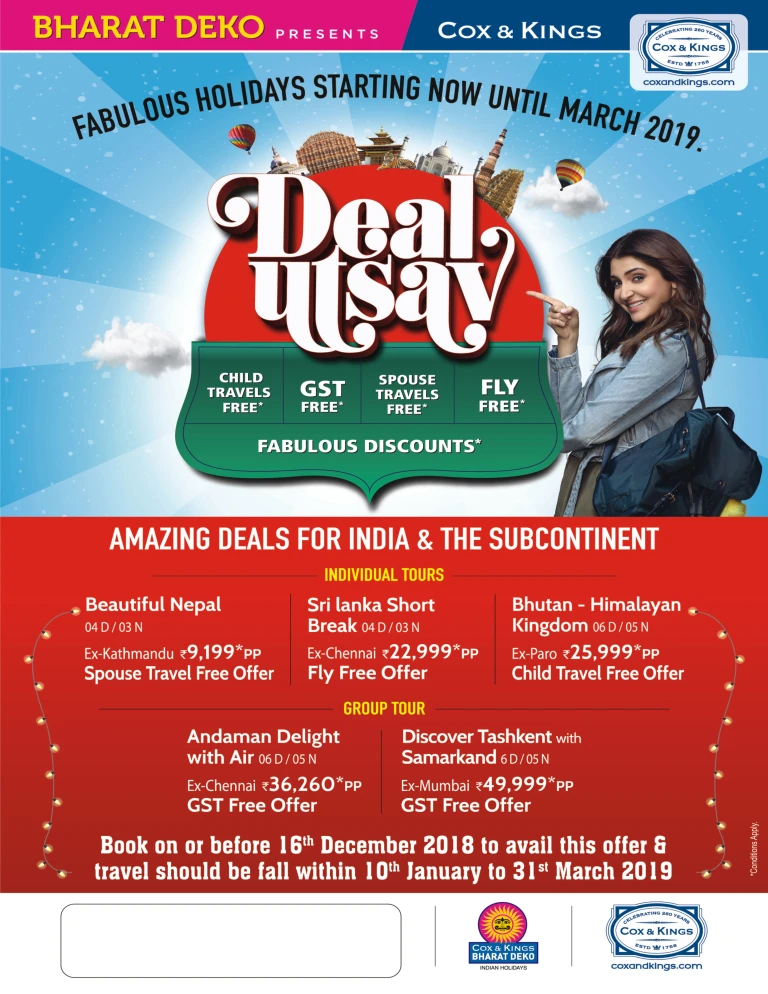 BHARAT DEKO PRESENTS COX & KINGS
CELEBRATING 260 YEARS
COX & KINGS
ESTD 1758
coxandkings.com
FABULOUS HOLIDAYS STARTING NOW UNTIL MARCH 2019.
Deal
utsav
CHILD TRAVELS FREE*
GST FREE*
SPOUSE TRAVELS FREE*
FLY FREE*
FABULOUS DISCOUNTS*
AMAZING DEALS FOR INDIA & THE SUBCONTINENT
INDIVIDUAL TOURS
Beautiful Nepal
04 D / 03 N
Ex-Kathmandu ₹9,199*PP
Spouse Travel Free Offer
Sri lanka Short
Break 04 D / 03 N
Ex-Chennai ₹22,999*PP
Fly Free Offer
Bhutan - Himalayan
Kingdom 06 D / 05 N
Ex-Paro ₹25,999*PP
Child Travel Free Offer
GROUP TOUR
Andaman Delight
with Air 06 D / 05 N
Ex-Chennai ₹36,260*PP
GST Free Offer
Discover Tashkent with
Samarkand 6 D / 05 N
Ex-Mumbai ₹49,999*PP
GST Free Offer
Book on or before 16th December 2018 to avail this offer &
travel should be fall within 10th January to 31st March 2019
*Conditions Apply.
COX & KINGS
BHARAT DEKO
INDIAN HOLIDAYS
CELEBRATING 260 YEARS
COX & KINGS
ESTD 1758
coxandkings.com